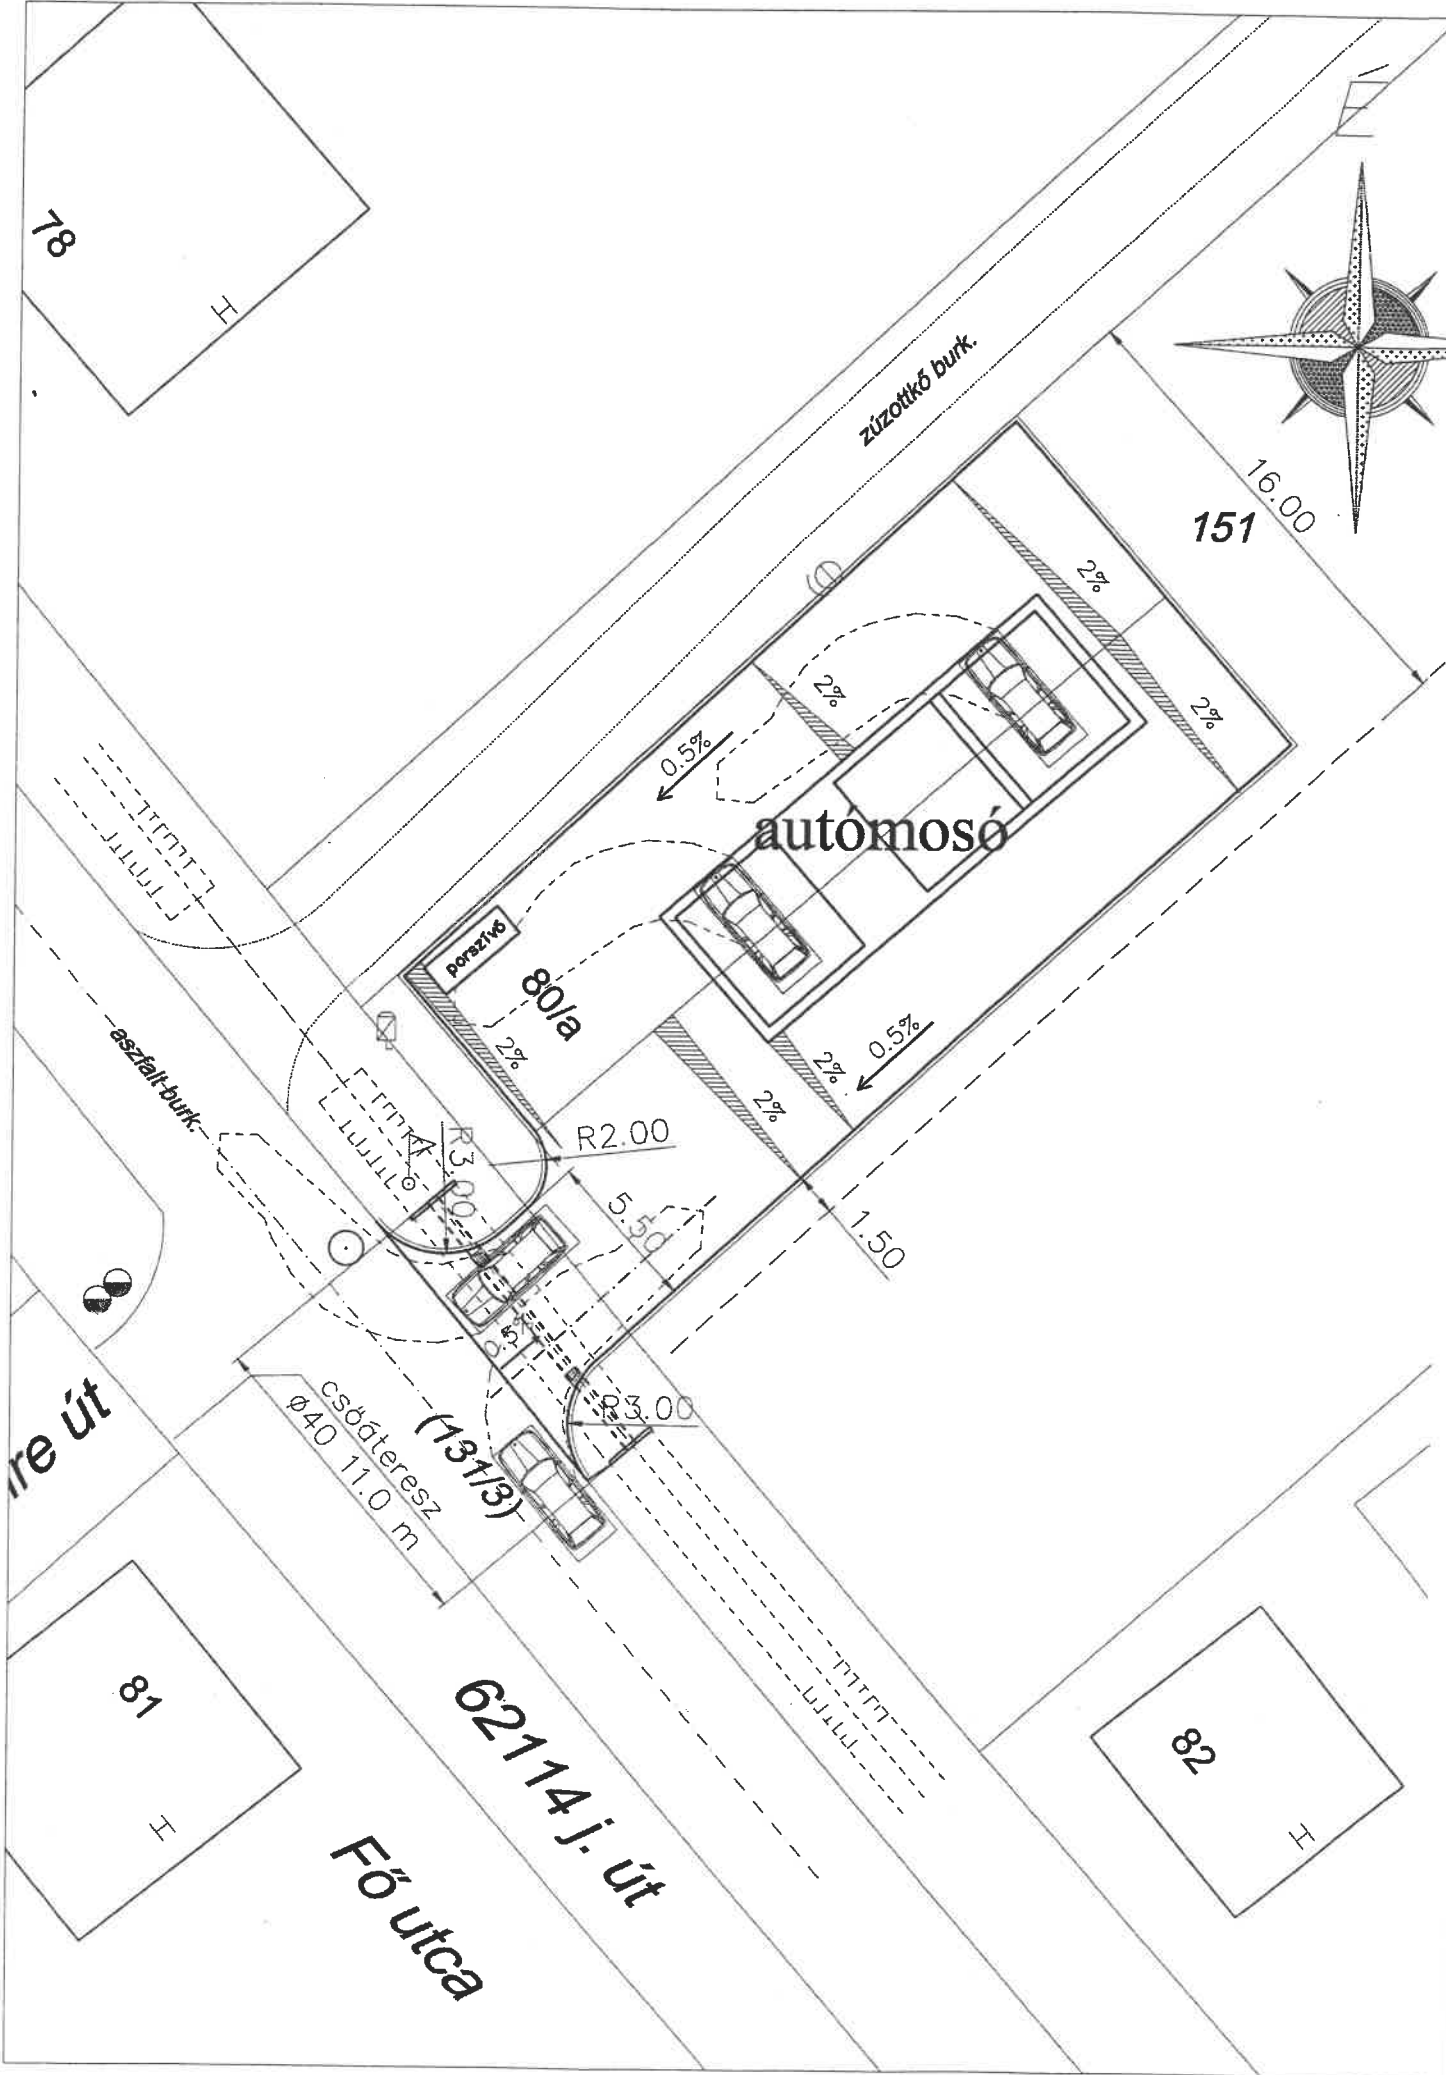 78
H
É
zúzottkő burk.
16.00
151
2%
2%
2%
0.5%
autómosó
porszívó
80/a
2%
0.5%
2%
2%
aszfalt burk.
R2.00
R3.00
5.50
1.50
0.5%
R3.00
csőáteresz
ø40 11.0 m
(131/3)
re út
81
H
62114 j. út
Fő utca
82
H